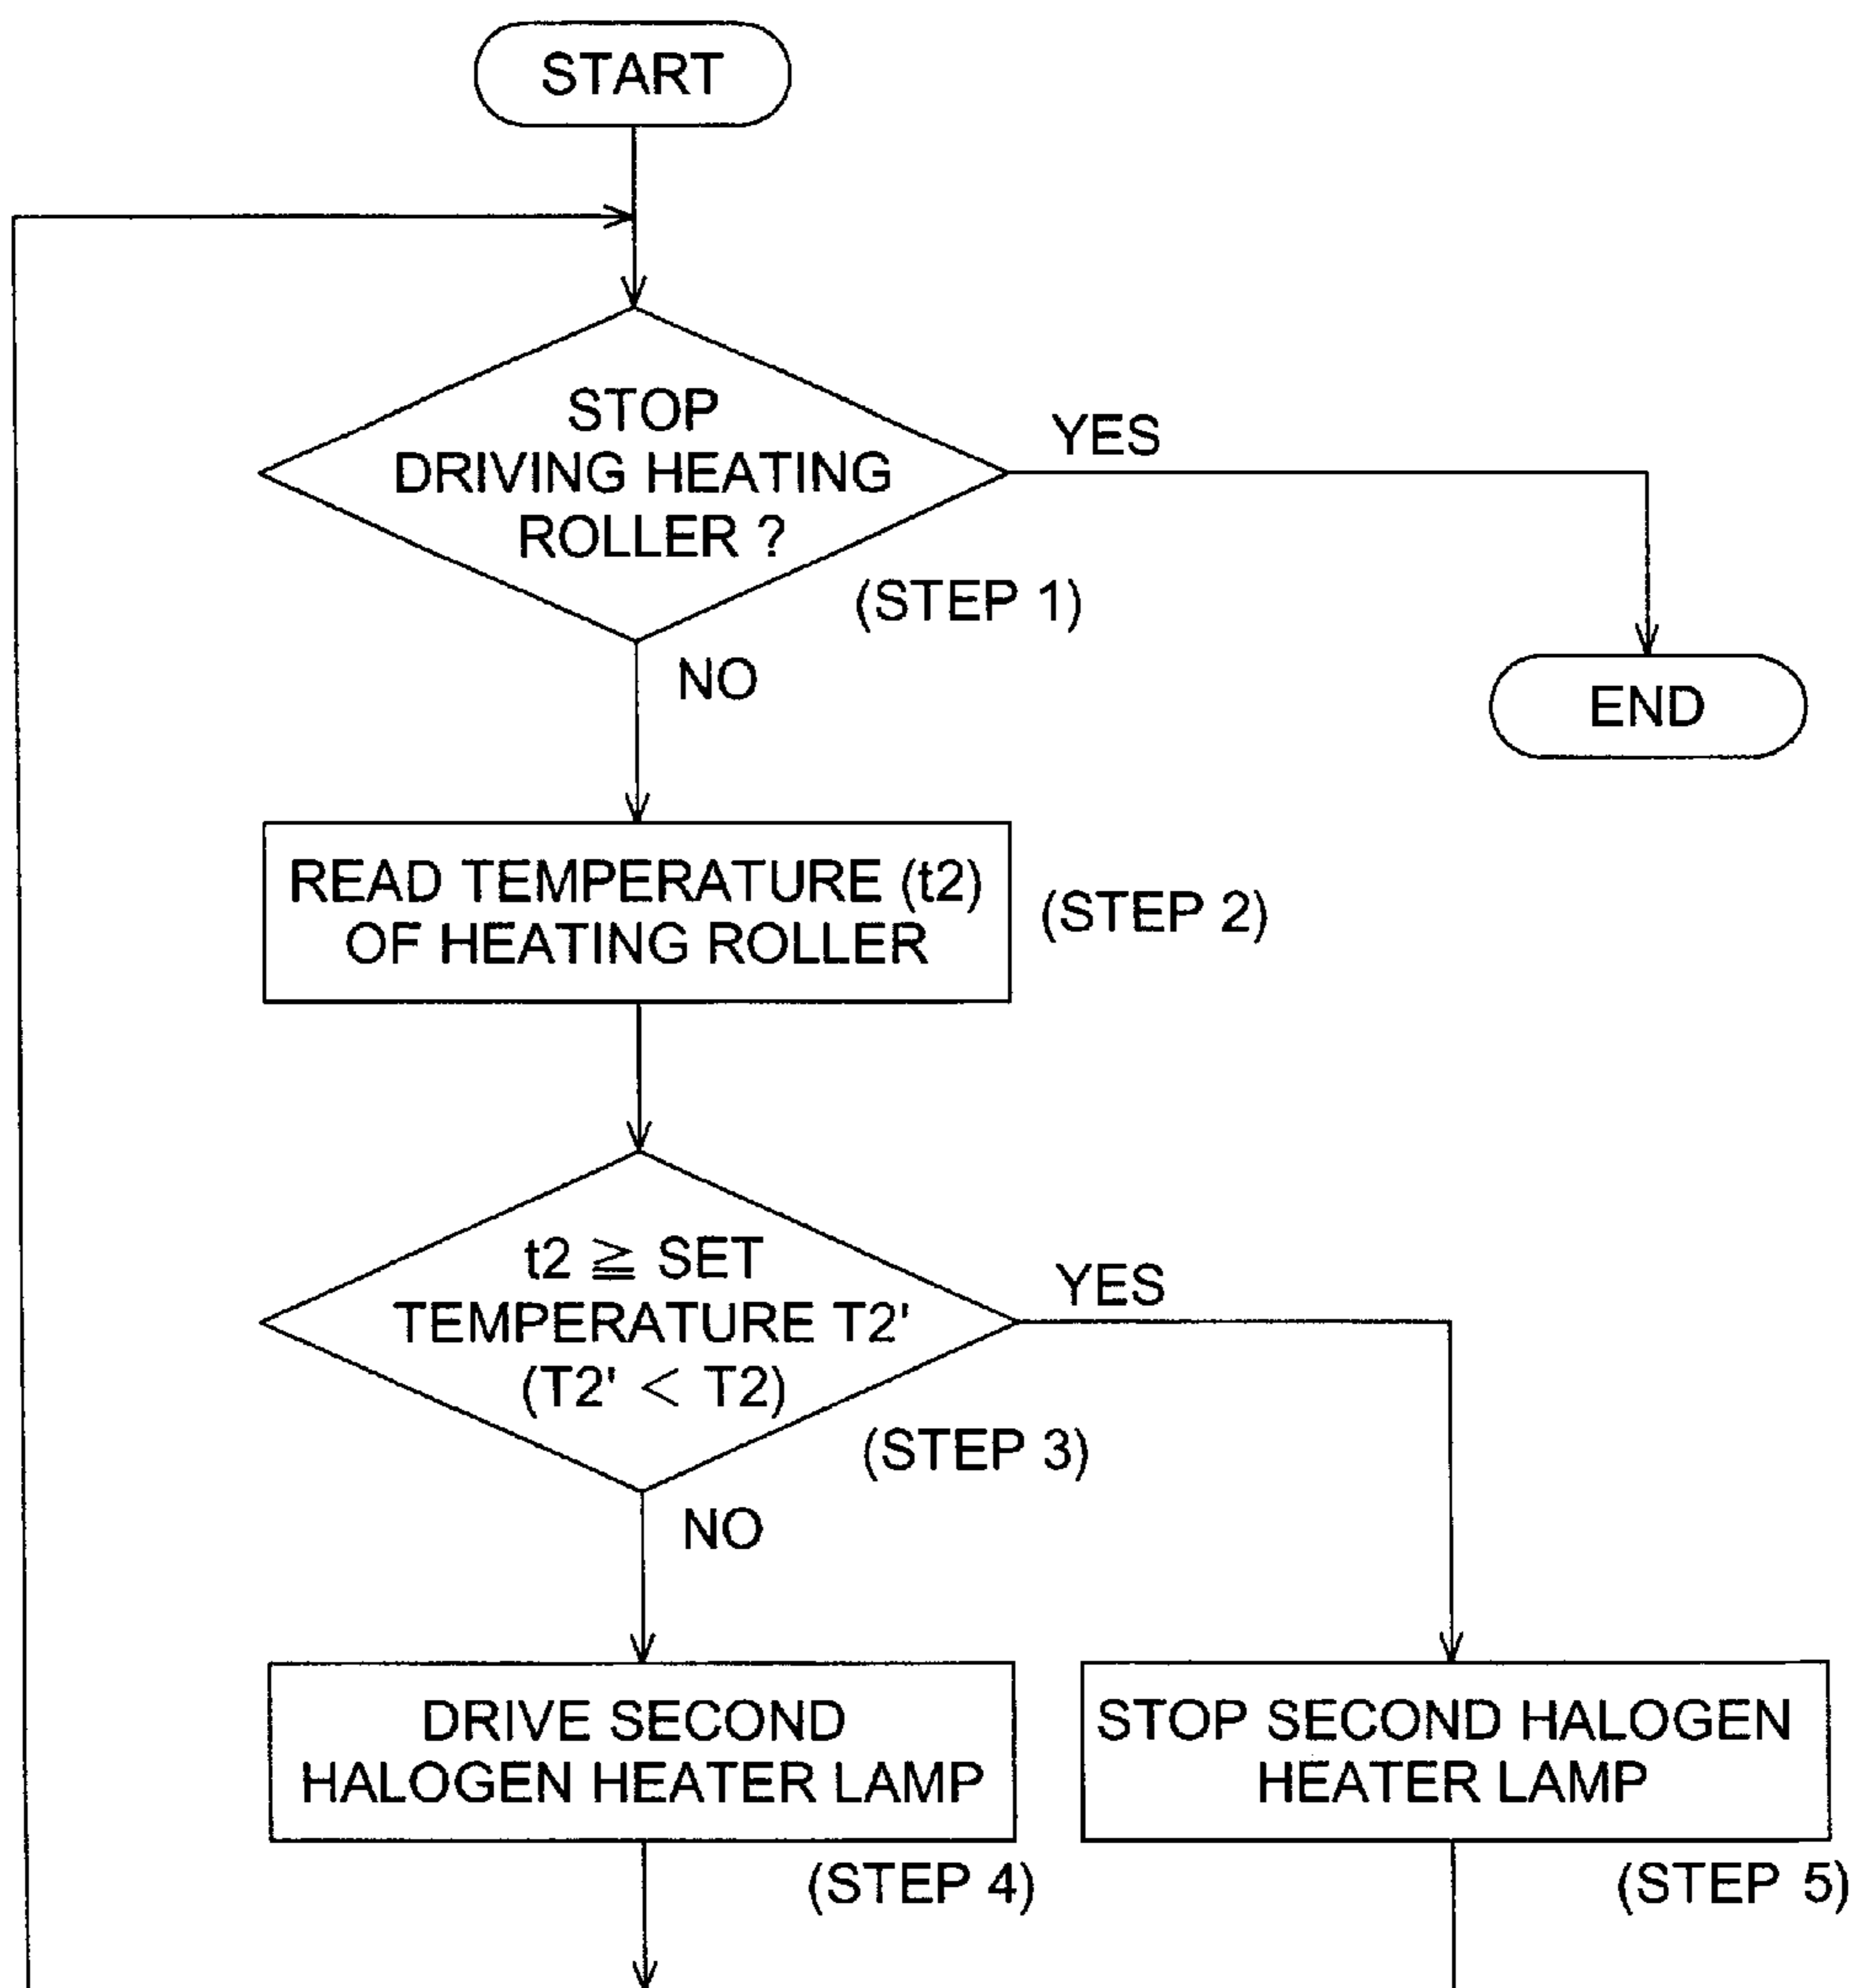 START
STOP
DRIVING HEATING
ROLLER ?
YES
(STEP 1)
NO
END
READ TEMPERATURE (t2)
OF HEATING ROLLER
(STEP 2)
t2 ≧ SET
TEMPERATURE T2'
(T2' < T2)
YES
(STEP 3)
NO
DRIVE SECOND
HALOGEN HEATER LAMP
(STEP 4)
STOP SECOND HALOGEN
HEATER LAMP
(STEP 5)